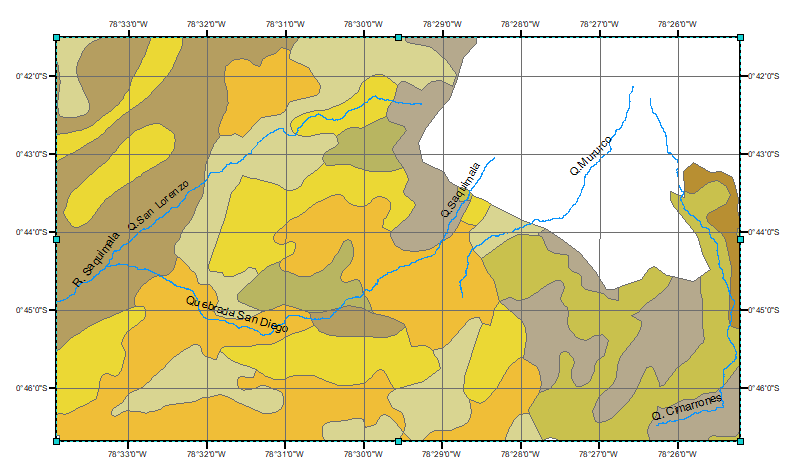 78°33'0"W 78°32'0"W 78°31'0"W 78°30'0"W 78°29'0"W 78°28'0"W 78°27'0"W 78°26'0"W
0°42'0"S 0°42'0"S
0°43'0"S 0°43'0"S
Q.Mururco
Q.Saquimala
Q.San Lorenzo
0°44'0"S 0°44'0"S
R. Saquimala
0°45'0"S 0°45'0"S
Quebrada San Diego
0°46'0"S 0°46'0"S
Q. Cimarrones
78°33'0"W 78°32'0"W 78°31'0"W 78°30'0"W 78°29'0"W 78°28'0"W 78°27'0"W 78°26'0"W